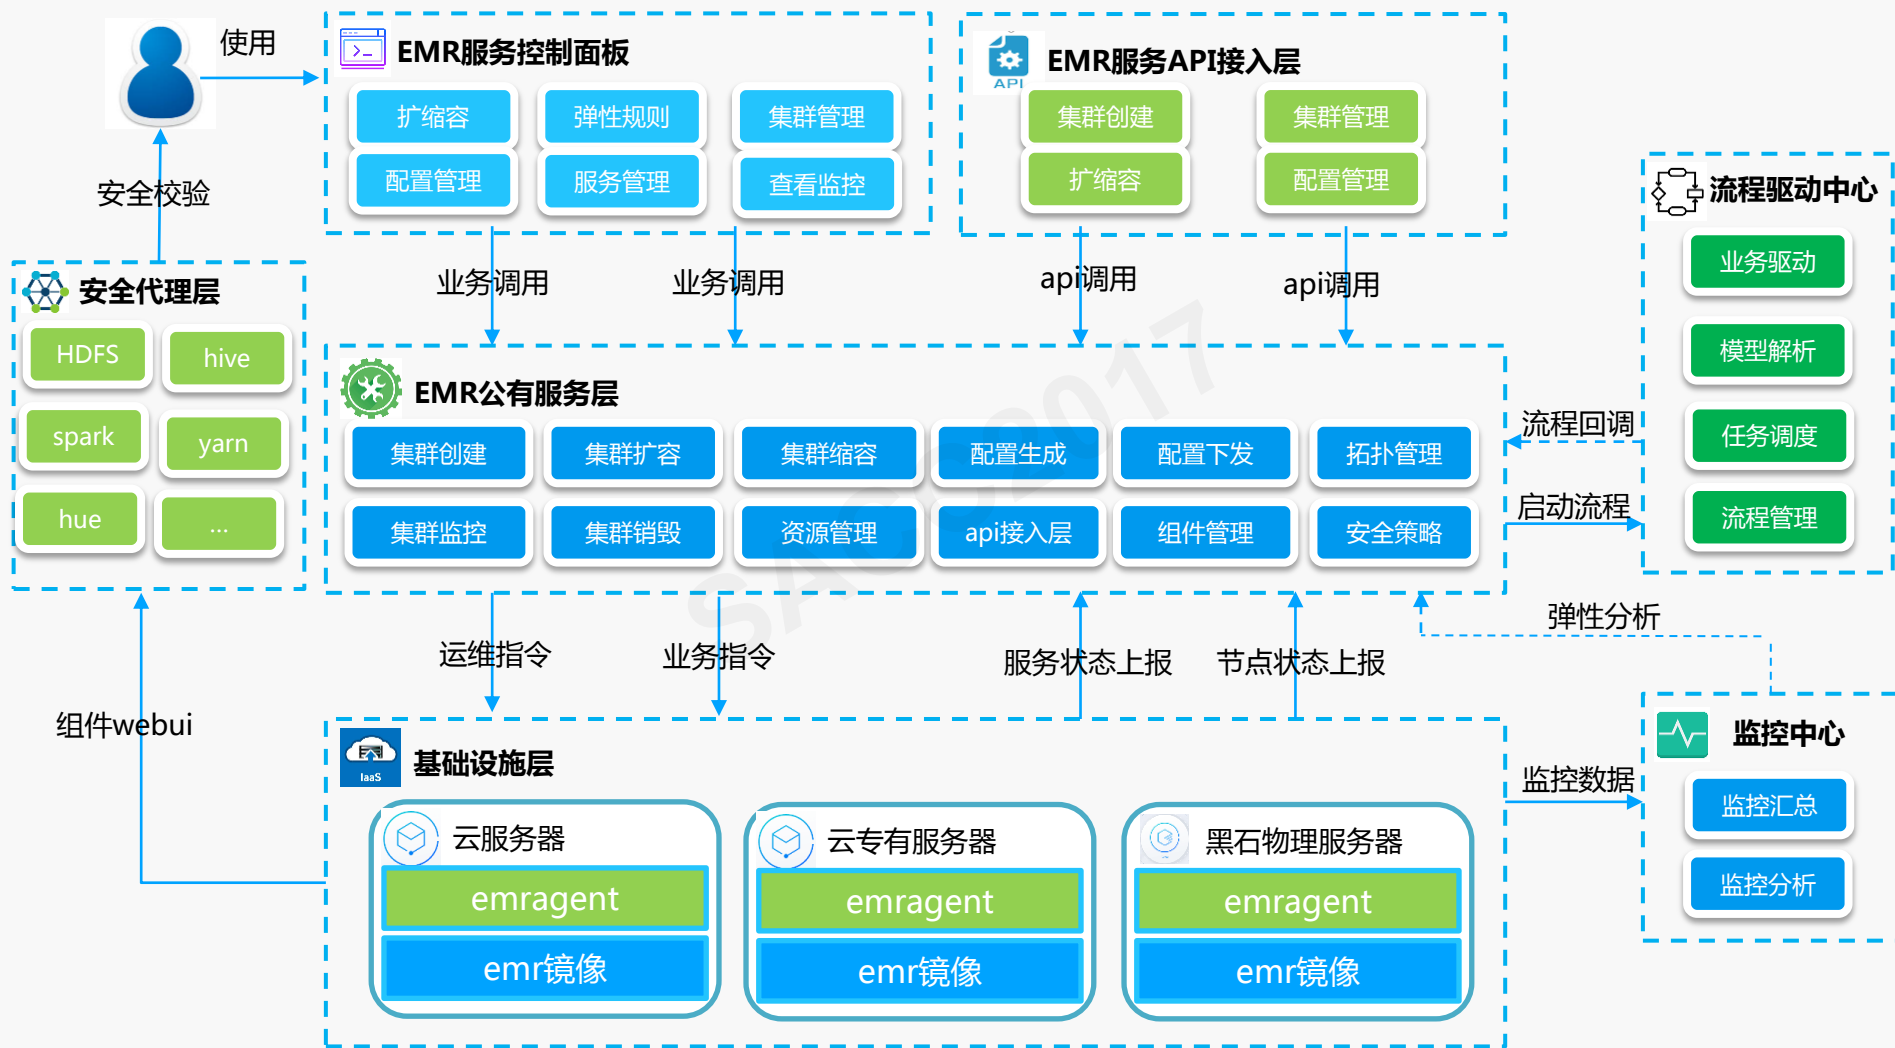 使用
EMR服务控制面板
扩缩容
弹性规则
集群管理
配置管理
服务管理
查看监控
API
EMR服务API接入层
集群创建
集群管理
扩缩容
配置管理
安全校验
业务调用
业务调用
api调用
api调用
安全代理层
HDFS
hive
spark
yarn
hue
...
EMR公有服务层
集群创建
集群扩容
集群缩容
配置生成
配置下发
拓扑管理
集群监控
集群销毁
资源管理
api接入层
组件管理
安全策略
流程驱动中心
业务驱动
模型解析
任务调度
流程管理
流程回调
启动流程
运维指令
业务指令
服务状态上报
节点状态上报
弹性分析
组件webui
IaaS
基础设施层
云服务器
emragent
emr镜像
云专有服务器
emragent
emr镜像
黑石物理服务器
emragent
emr镜像
监控数据
监控中心
监控汇总
监控分析
SACC2017